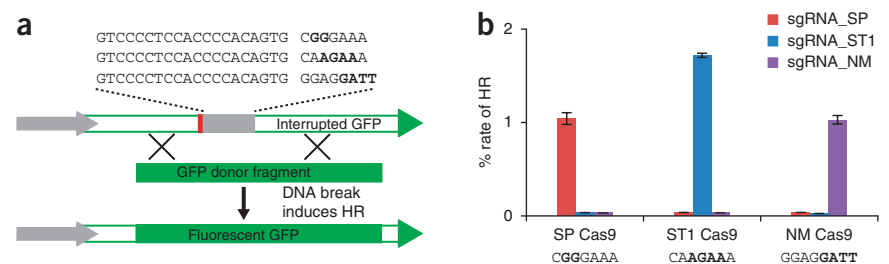 a
GTCCCCTCCACCCCACAGTG CGGGAAA
GTCCCCTCCACCCCACAGTG CAAGAAA
GTCCCCTCCACCCCACAGTG GGAGGATT
Interrupted GFP
GFP donor fragment
DNA break
induces HR
Fluorescent GFP
b
sgRNA_SP
sgRNA_ST1
sgRNA_NM
% rate of HR
2
1
0
SP Cas9 ST1 Cas9 NM Cas9
CGGGAAA CAAGAAA GGAGGATT